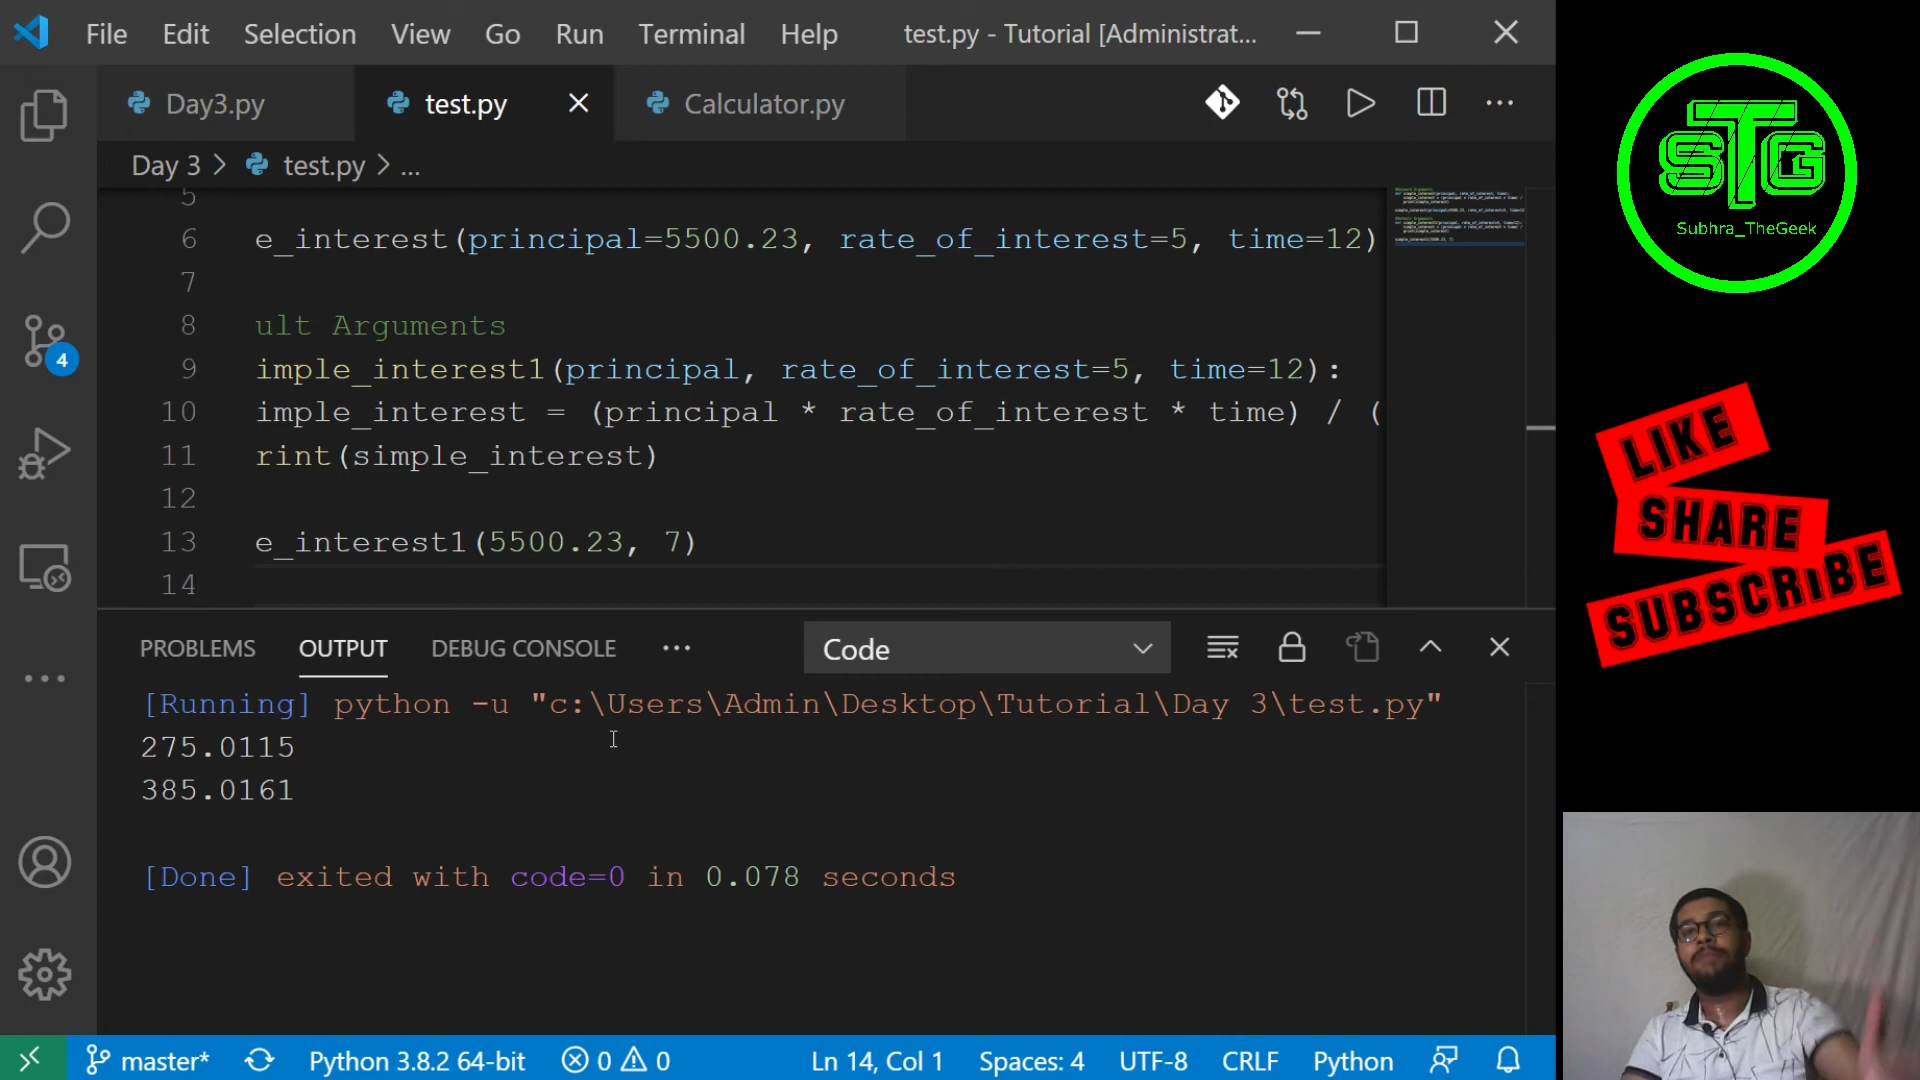 File Edit Selection View Go Run Terminal Help test.py - Tutorial [Administrat...
Day3.py test.py Calculator.py
Day 3 > test.py > ...
5
6 e_interest(principal=5500.23, rate_of_interest=5, time=12)
7
8 ult Arguments
9 imple_interest1(principal, rate_of_interest=5, time=12):
10 imple_interest = (principal * rate_of_interest * time) / (
11 rint(simple_interest)
12
13 e_interest1(5500.23, 7)
14
4
PROBLEMS OUTPUT DEBUG CONSOLE ... Code
[Running] python -u "c:\Users\Admin\Desktop\Tutorial\Day 3\test.py"
275.0115
385.0161
[Done] exited with code=0 in 0.078 seconds
master* Python 3.8.2 64-bit 0 0 Ln 14, Col 1 Spaces: 4 UTF-8 CRLF Python
STG
Subhra_TheGeek
LIKE
SHARE
SUBSCRIBE